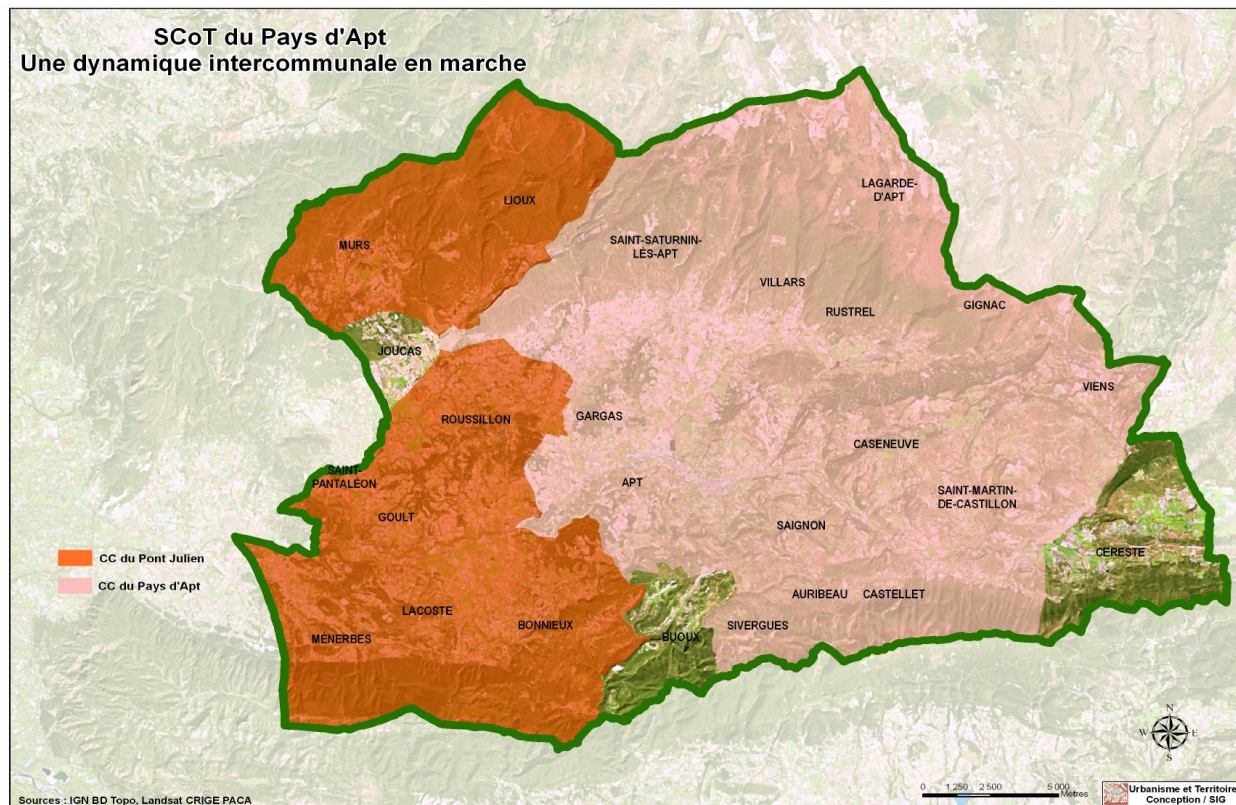 SCoT du Pays d'Apt
Une dynamique intercommunale en marche
LAGARDE-
D'APT
LIOUX
MURS
SAINT-SATURNIN-
LÈS-APT
VILLARS
RUSTREL
GIGNAC
JOUCAS
VIENS
ROUSSILLON
GARGAS
CASENEUVE
SAINT-
PANTALÉON
APT
SAINT-MARTIN-
DE-CASTILLON
GOULT
SAIGNON
CERESTE
CC du Pont Julien
CC du Pays d'Apt
AURIBEAU
CASTELLET
LACOSTE
BONNIEUX
SIVERGUES
MÉNERBES
BUOUX
N
W
E
S
0 1 250 2 500 5 000
Mètres
Urbanisme et Territoire
Conception / SIG
Sources : IGN BD Topo, Landsat CRIGE PACA